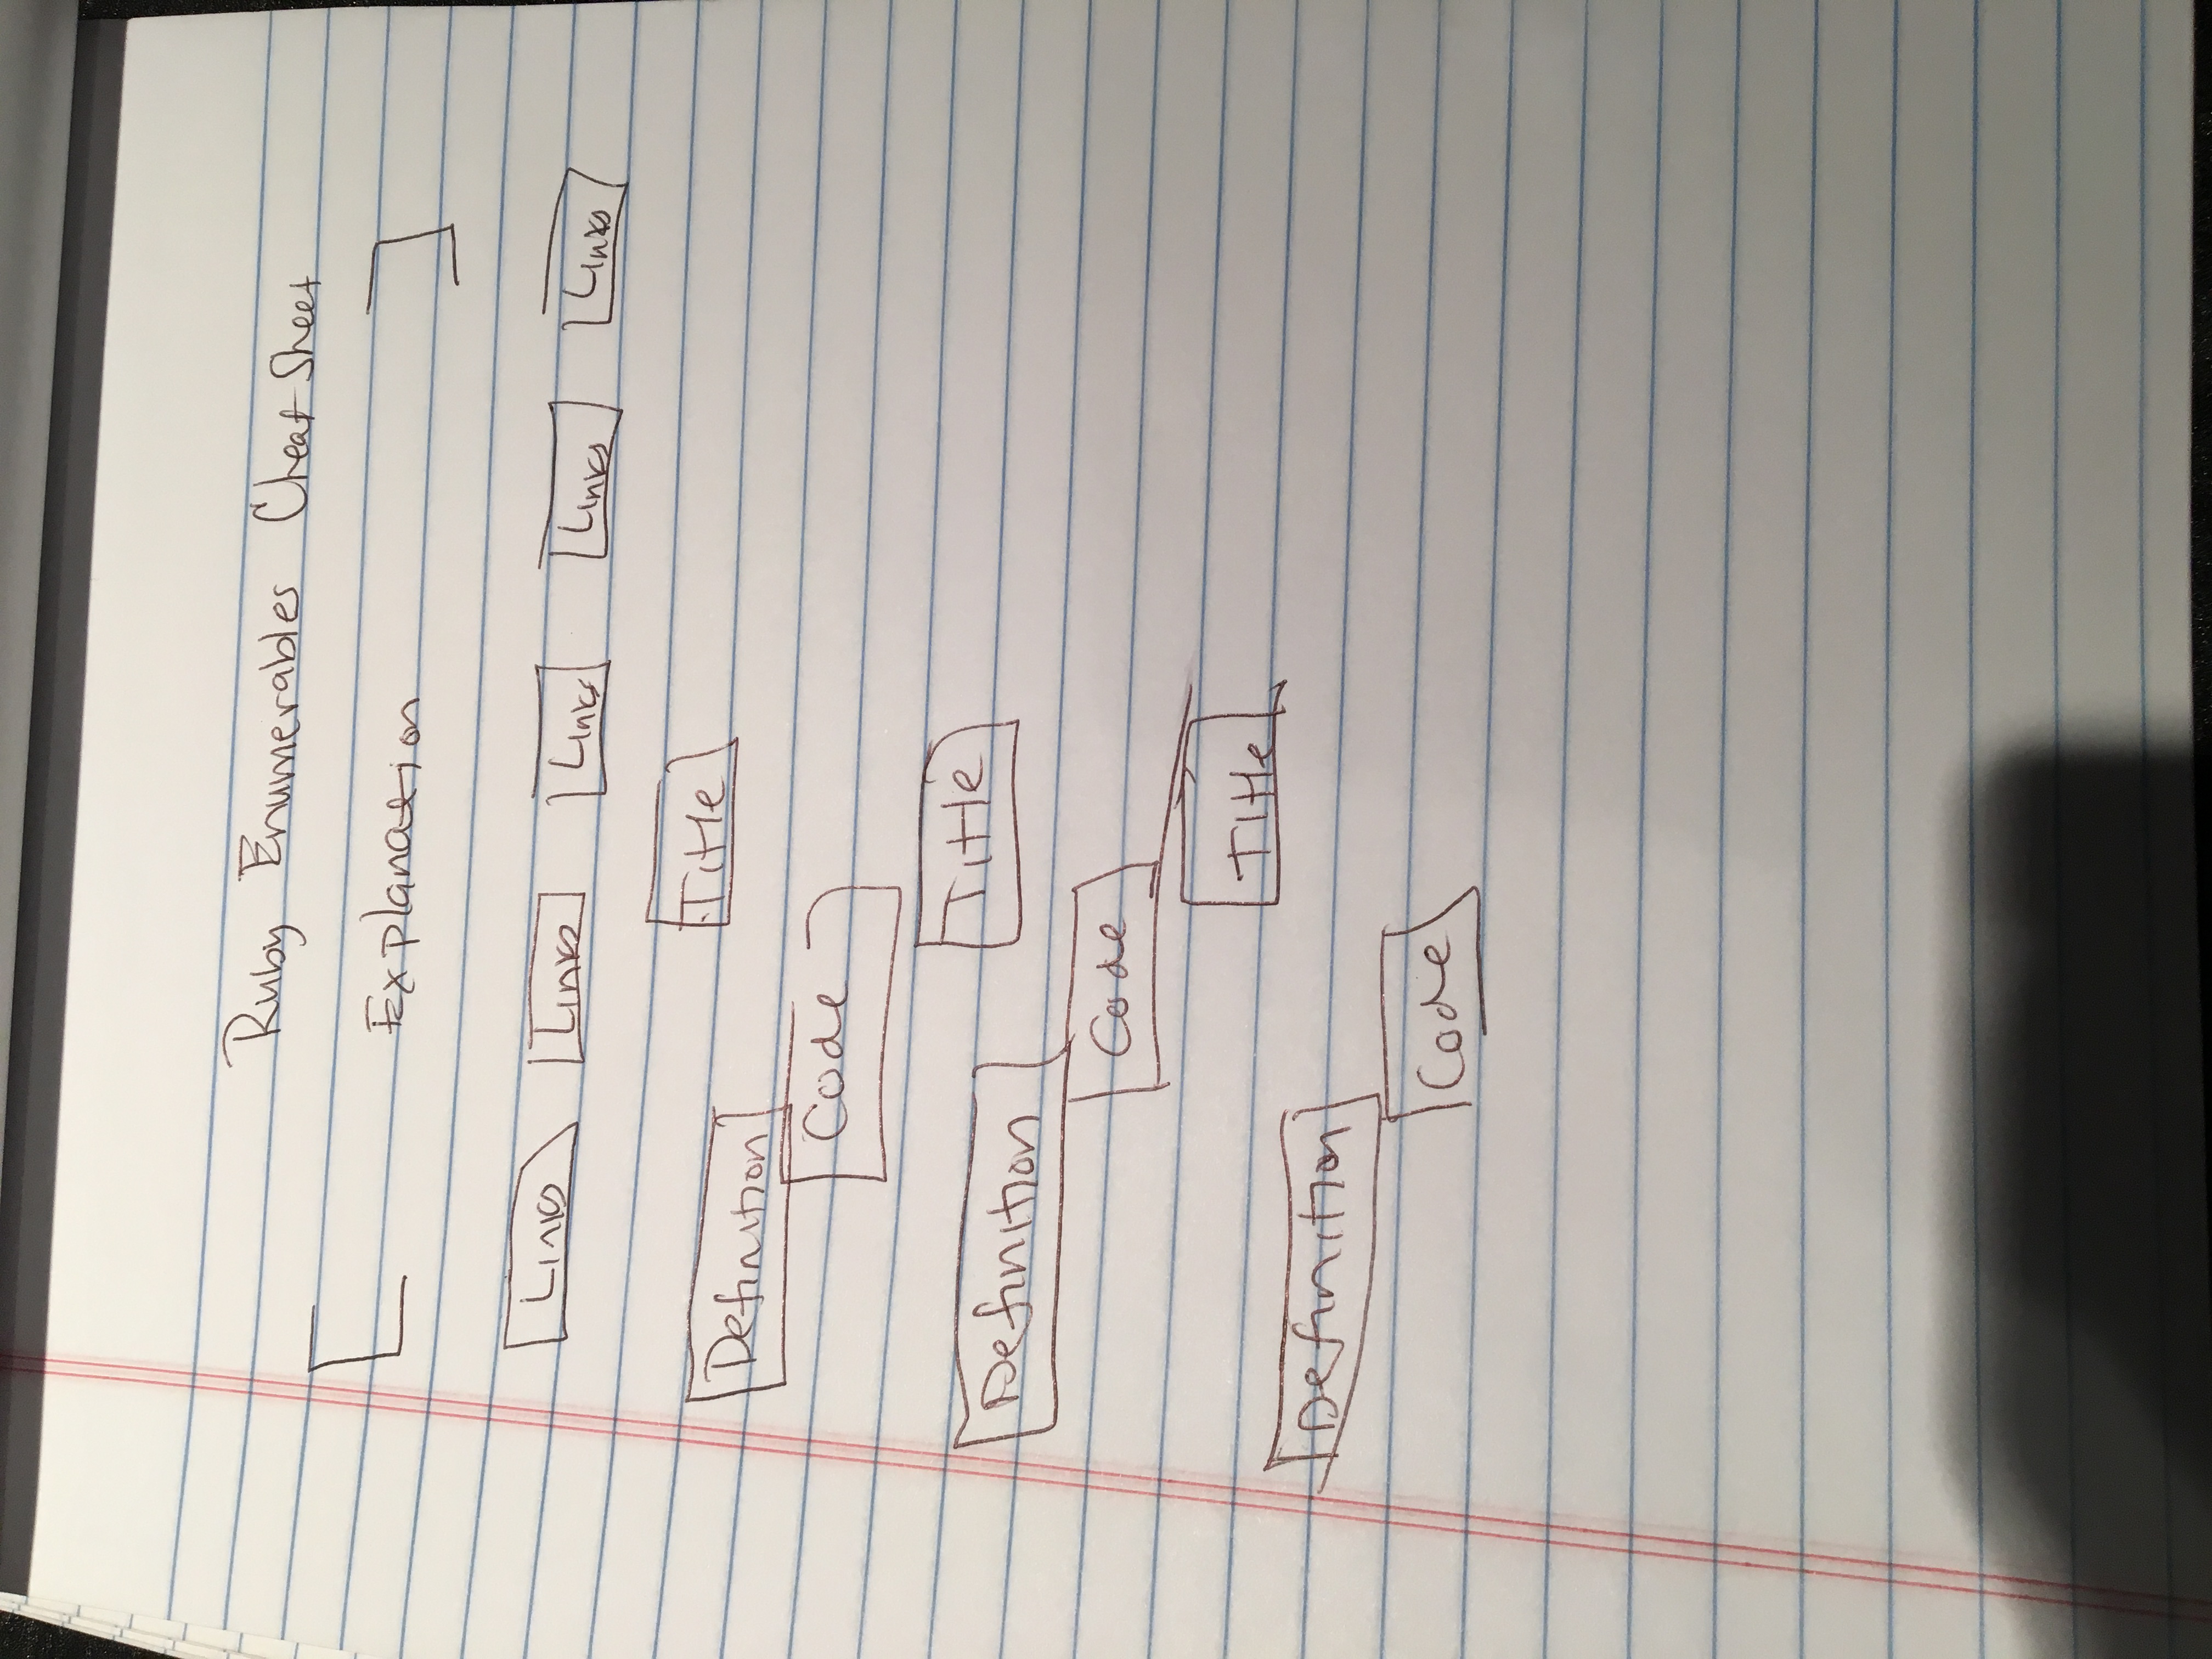 Ruby Enumerables Cheat Sheet
Explanation
Links Links Links Links Links
Title
Definition
Code
Title
Definition
Code
Title
Definition
Code